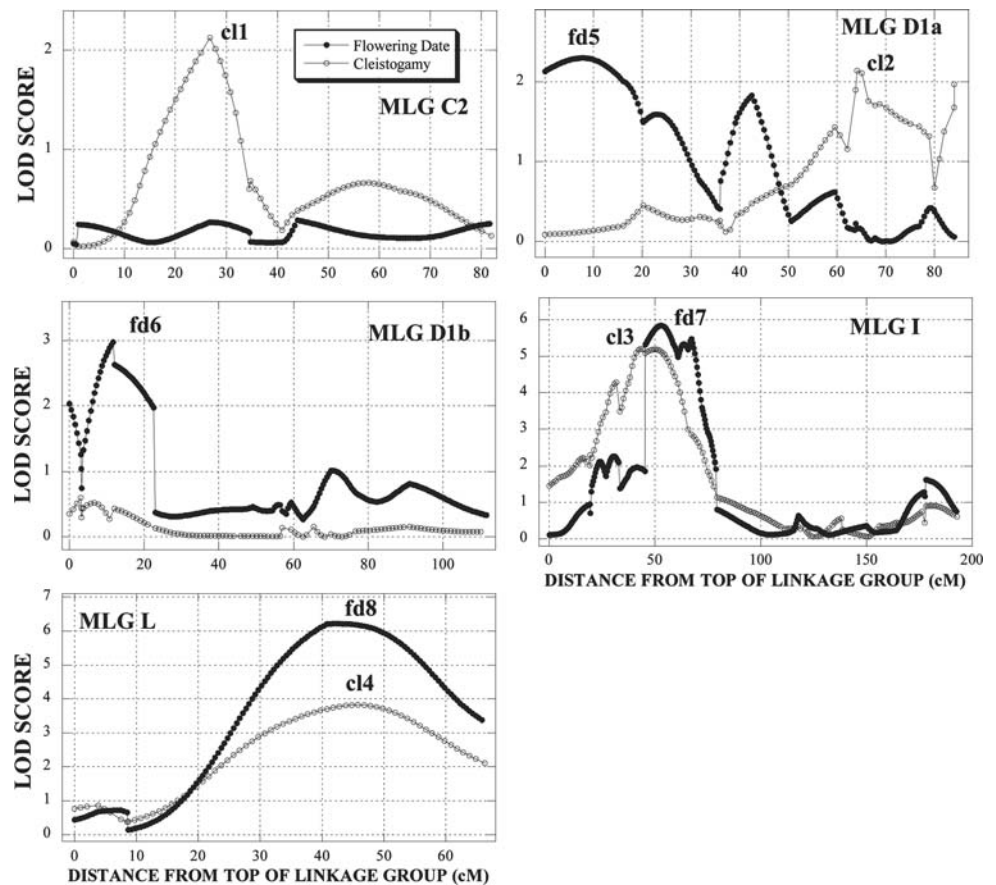 cl1
Flowering Date
Cleistogamy
MLG C2
LOD SCORE
2
1
0
0 10 20 30 40 50 60 70 80
MLG D1a
fd5
cl2
2
1
0
0 10 20 30 40 50 60 70 80
fd6
MLG D1b
LOD SCORE
3
2
1
0
0 20 40 60 80 100
MLG I
fd7
cl3
6
5
4
3
2
1
0
0 50 100 150 200
DISTANCE FROM TOP OF LINKAGE GROUP (cM)
MLG L
fd8
cl4
LOD SCORE
7
6
5
4
3
2
1
0
0 10 20 30 40 50 60
DISTANCE FROM TOP OF LINKAGE GROUP (cM)